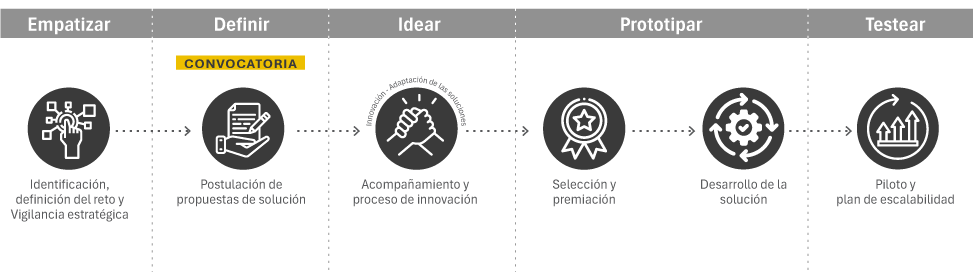 Empatizar
Definir
Idear
Prototipar
Testear
CONVOCATORIA
Innovación - Adaptación de las soluciones
Identificación,
definición del reto y
Vigilancia estratégica
Postulación de
propuestas de solución
Acompañamiento y
proceso de innovación
Selección y
premiación
Desarrollo de la
solución
Piloto y
plan de escalabilidad